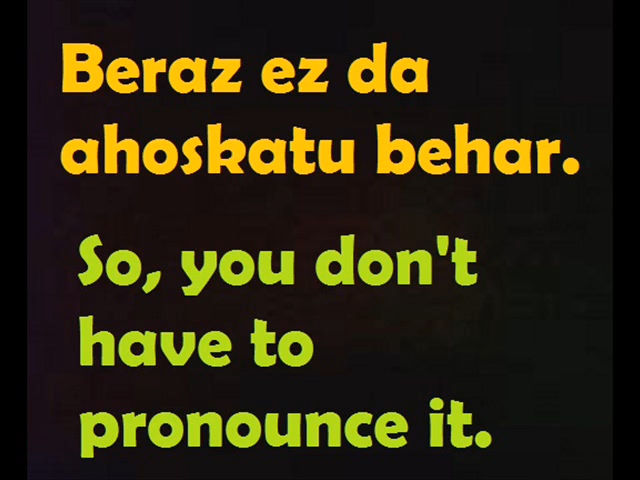 Beraz ez da
ahoskatu behar.
So, you don't
have to
pronounce it.